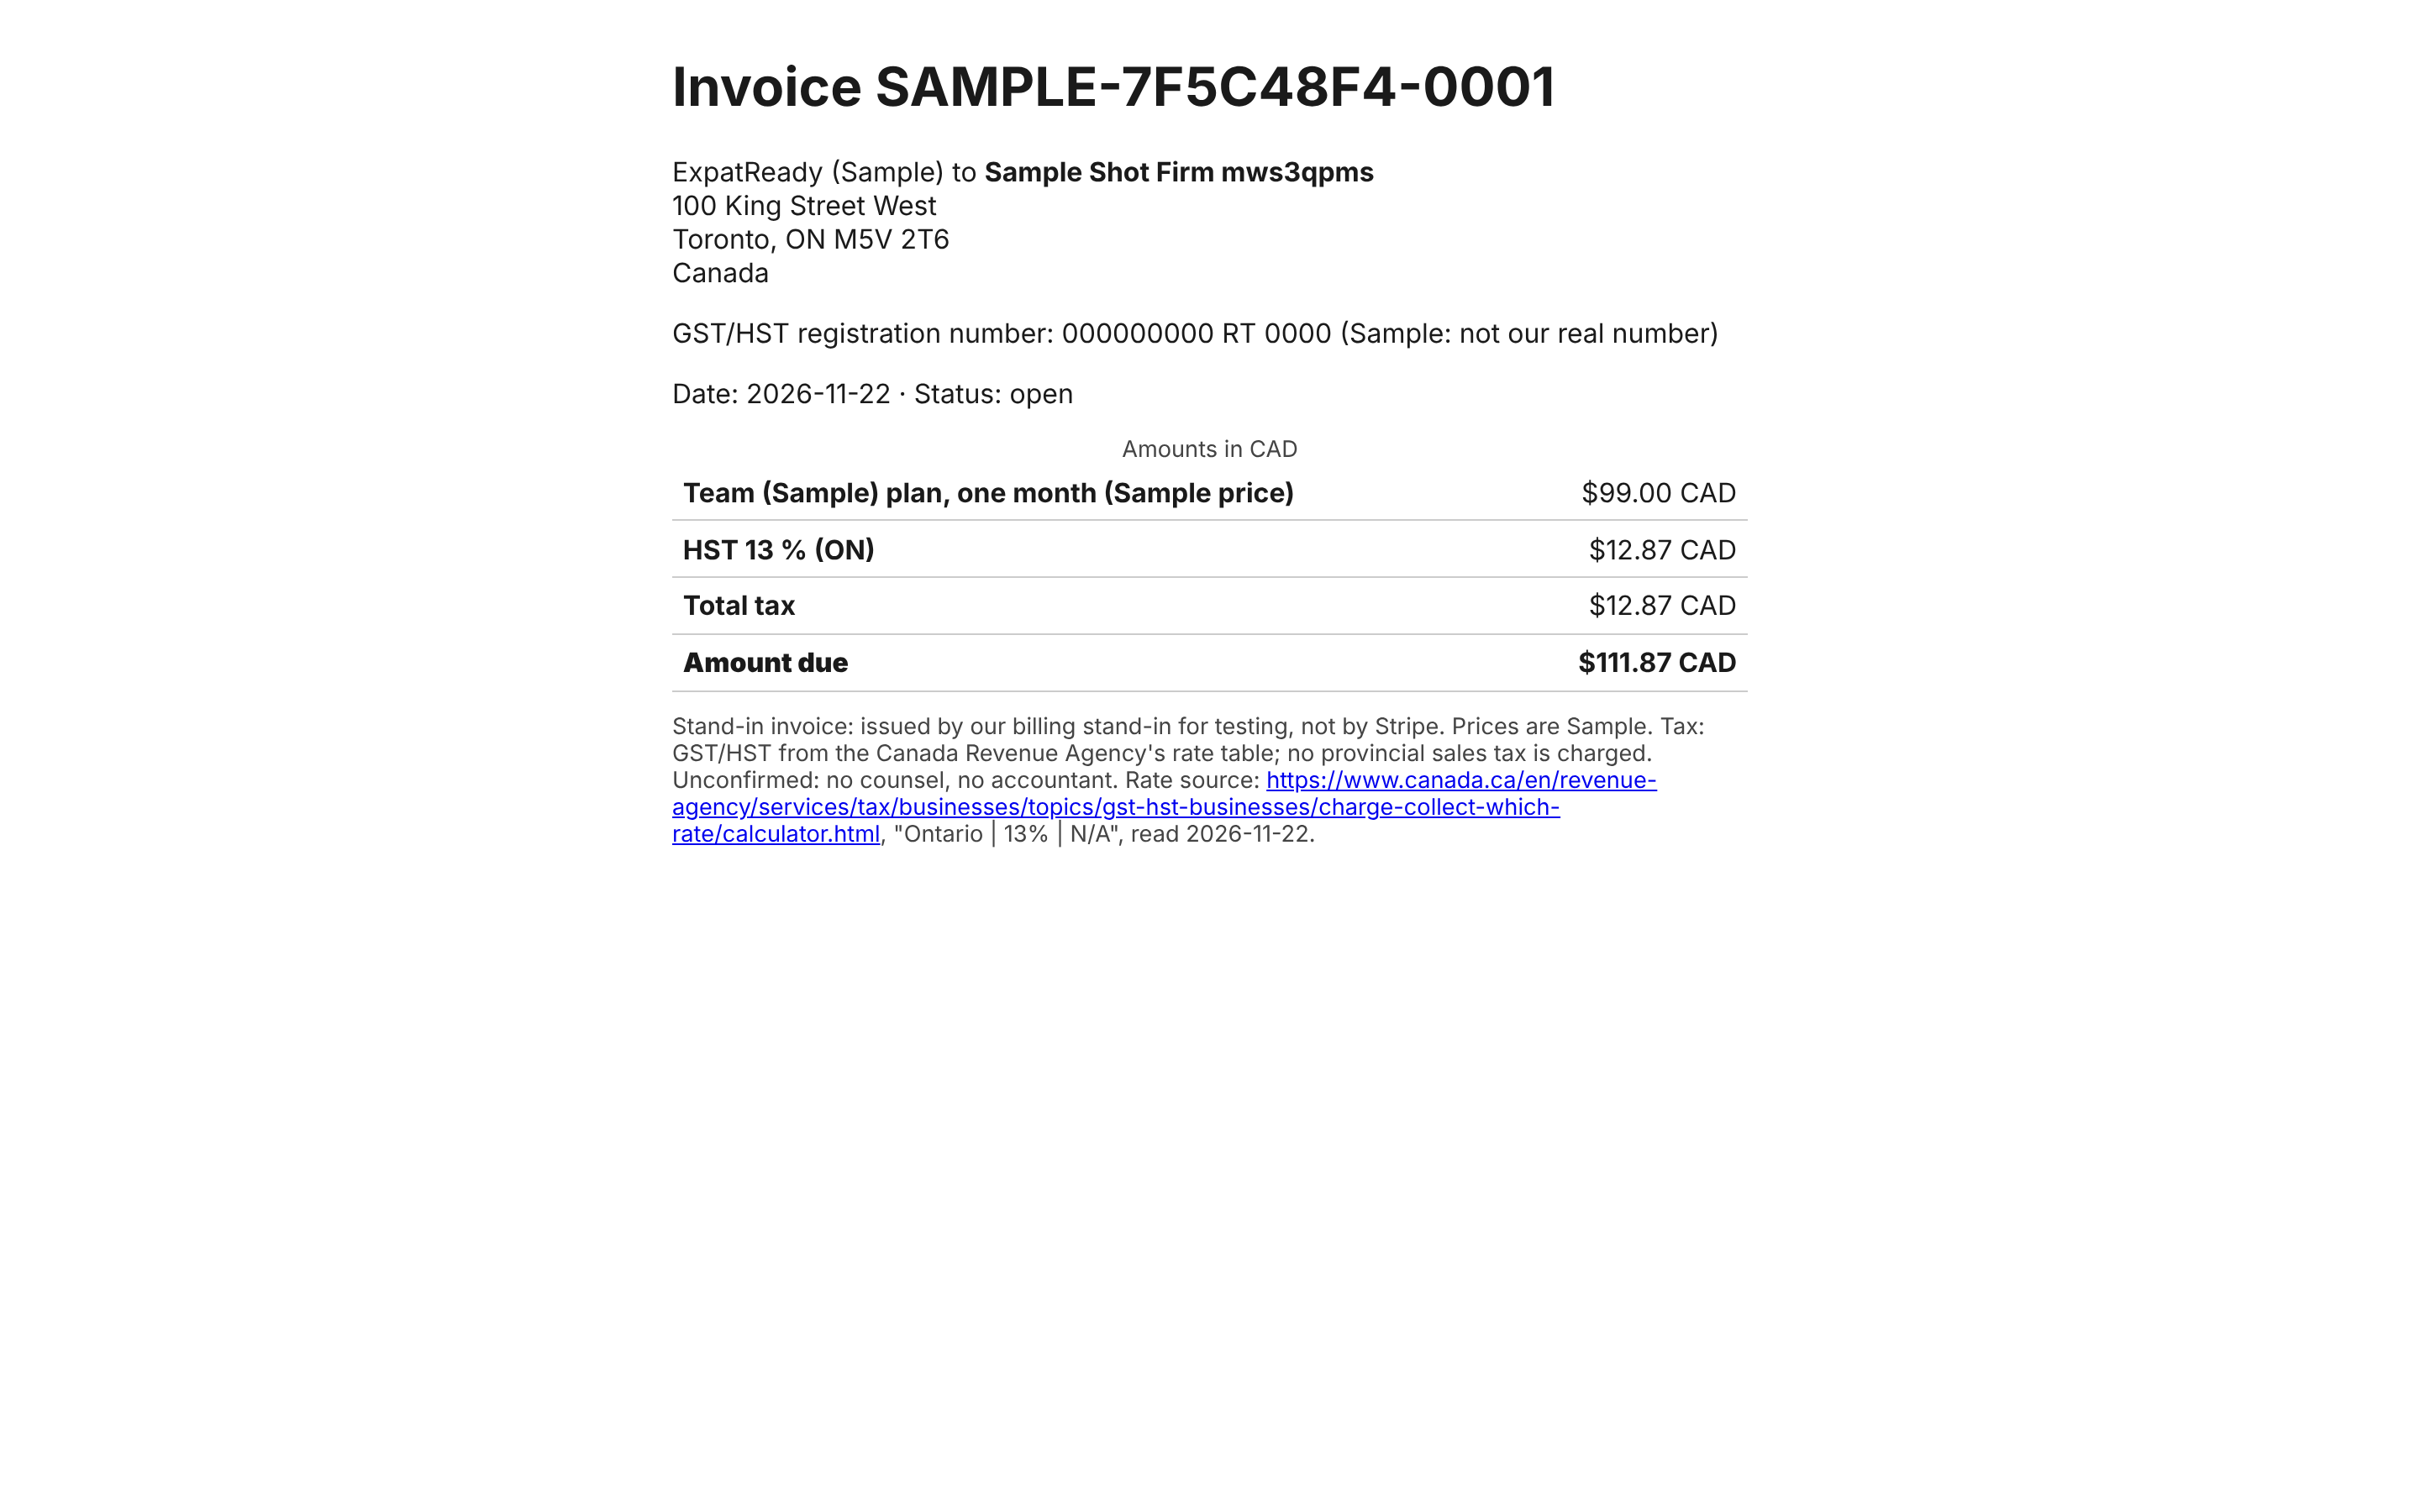 Invoice SAMPLE-7F5C48F4-0001
ExpatReady (Sample) to Sample Shot Firm mws3qpms
100 King Street West
Toronto, ON M5V 2T6
Canada
GST/HST registration number: 000000000 RT 0000 (Sample: not our real number)
Date: 2026-11-22 · Status: open
Amounts in CAD
Team (Sample) plan, one month (Sample price) $99.00 CAD
HST 13 % (ON) $12.87 CAD
Total tax $12.87 CAD
Amount due $111.87 CAD
Stand-in invoice: issued by our billing stand-in for testing, not by Stripe. Prices are Sample. Tax:
GST/HST from the Canada Revenue Agency's rate table; no provincial sales tax is charged.
Unconfirmed: no counsel, no accountant. Rate source: https://www.canada.ca/en/revenue-
agency/services/tax/businesses/topics/gst-hst-businesses/charge-collect-which-
rate/calculator.html, "Ontario | 13% | N/A", read 2026-11-22.